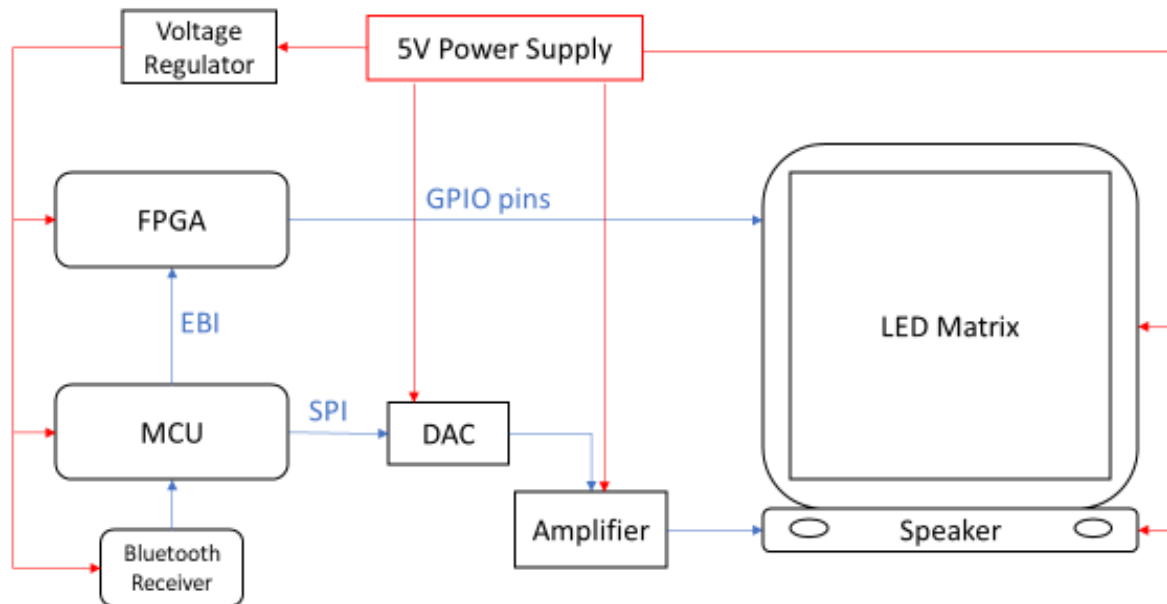 Voltage
Regulator
5V Power Supply
FPGA
GPIO pins
EBI
LED Matrix
MCU
SPI
DAC
Amplifier
Speaker
Bluetooth
Receiver